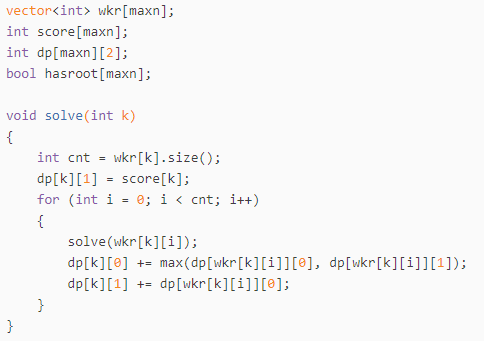 vector<int> wkr[maxn];
int score[maxn];
int dp[maxn][2];
bool hasroot[maxn];

void solve(int k)
{
    int cnt = wkr[k].size();
    dp[k][1] = score[k];
    for (int i = 0; i < cnt; i++)
    {
        solve(wkr[k][i]);
        dp[k][0] += max(dp[wkr[k][i]][0], dp[wkr[k][i]][1]);
        dp[k][1] += dp[wkr[k][i]][0];
    }
}